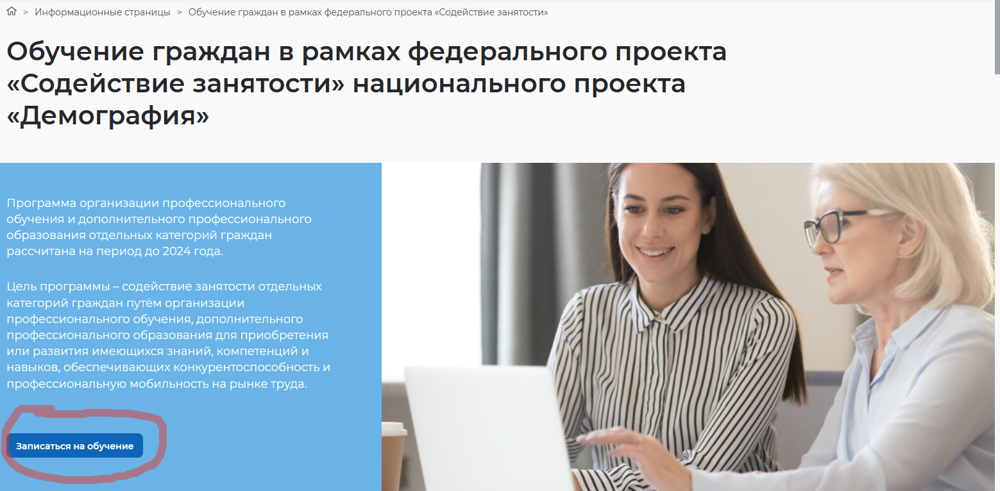 > Информационные страницы > Обучение граждан в рамках федерального проекта «Содействие занятости»
Обучение граждан в рамках федерального проекта
«Содействие занятости» национального проекта
«Демография»
Программа организации профессионального
обучения и дополнительного профессионального
образования отдельных категорий граждан
рассчитана на период до 2024 года.
Цель программы – содействие занятости отдельных
категорий граждан путём организации
профессионального обучения, дополнительного
профессионального образования для приобретения
или развития имеющихся знаний, компетенций и
навыков, обеспечивающих конкурентоспособность и
профессиональную мобильность на рынке труда.
Записаться на обучение